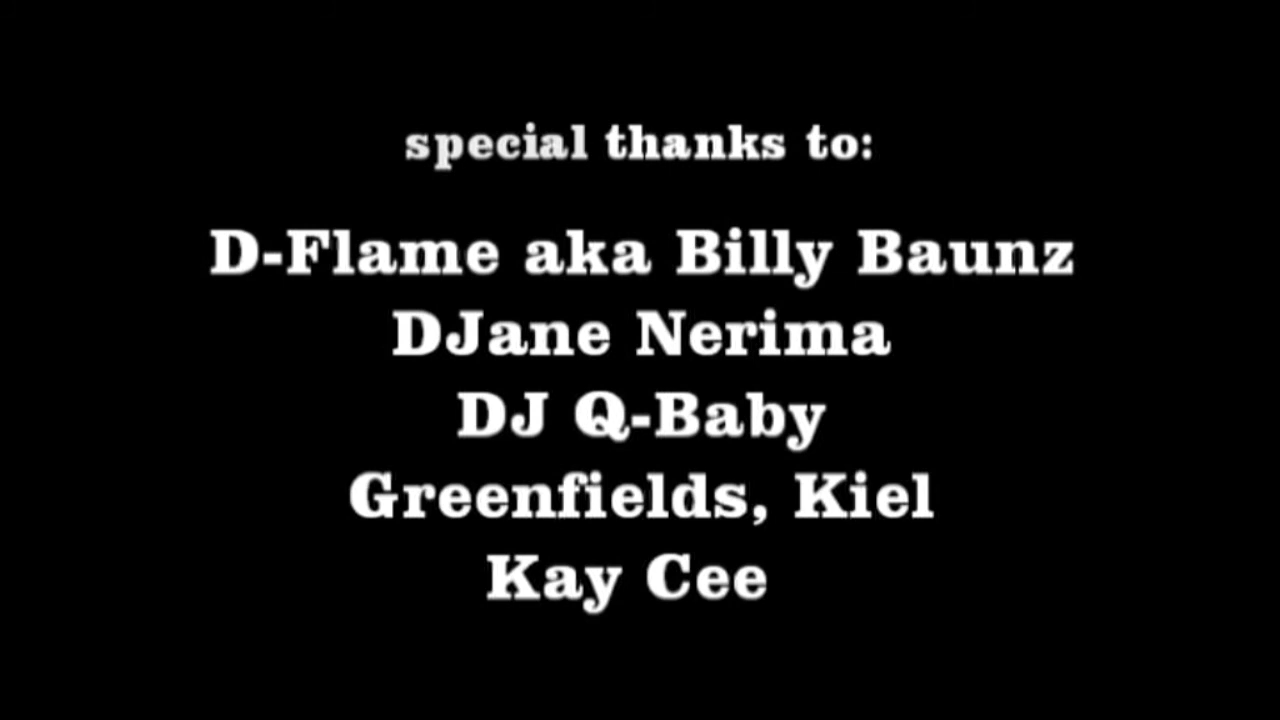 special thanks to:
D-Flame aka Billy Baunz
DJane Nerima
DJ Q-Baby
Greenfields, Kiel
Kay Cee